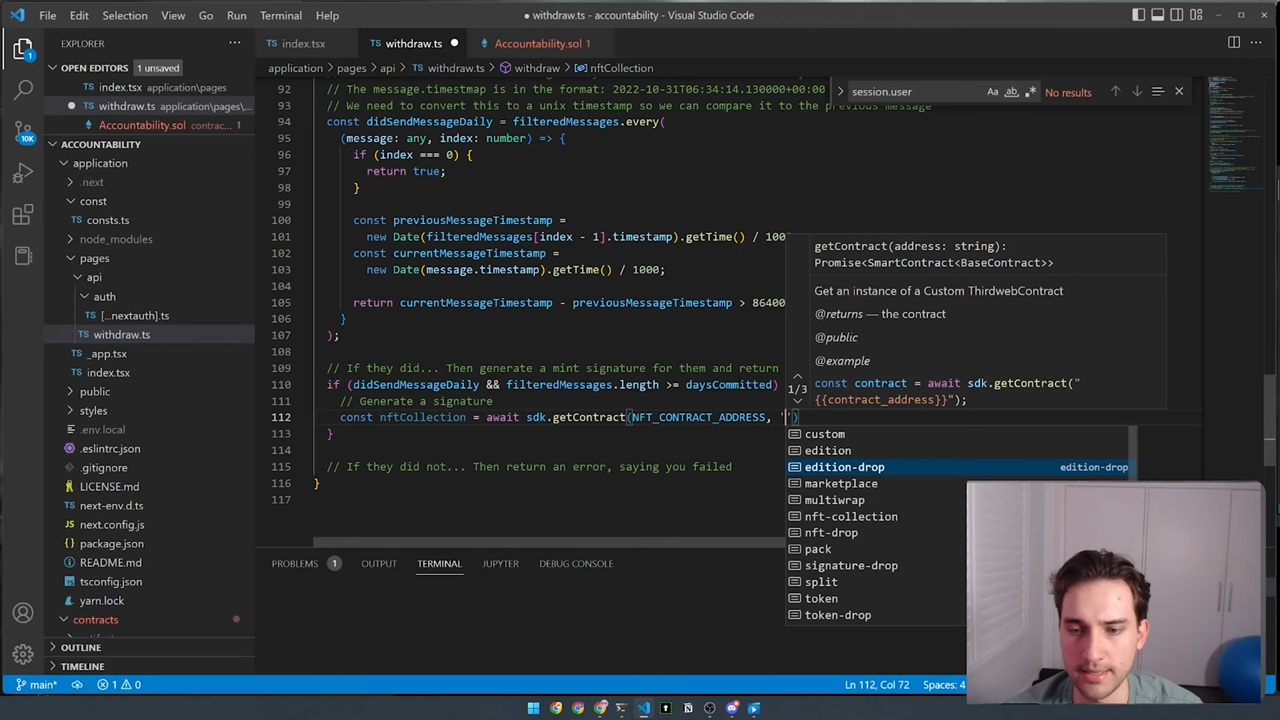 File Edit Selection View Go Run Terminal Help
● withdraw.ts - accountability - Visual Studio Code
EXPLORER
OPEN EDITORS 1 unsaved
TS index.tsx application\pages
● withdraw.ts application\pages\...
Accountability.sol contrac... 1
ACCOUNTABILITY
application
.next
const
TS consts.ts
node_modules
pages
api
auth
TS [...nextauth].ts
TS withdraw.ts
TS _app.tsx
TS index.tsx
public
styles
.env.local
.eslintrc.json
.gitignore
LICENSE.md
TS next-env.d.ts
next.config.js
package.json
README.md
tsconfig.json
yarn.lock
contracts
OUTLINE
TIMELINE
TS index.tsx
TS withdraw.ts ●
Accountability.sol 1
application > pages > api > TS withdraw.ts > withdraw > nftCollection
session.user
Aa ab
No results
92 // The message.timestmap is in the format: 2022-10-31T06:34:14.130000+00:00
93 // We need to convert this to a unix timestamp so we can compare it to the previous message
94 const didSendMessageDaily = filteredMessages.every(
95 (message: any, index: number) => {
96 if (index === 0) {
97 return true;
98 }
99
100 const previousMessageTimestamp =
101 new Date(filteredMessages[index - 1].timestamp).getTime() / 100
102 const currentMessageTimestamp =
103 new Date(message.timestamp).getTime() / 1000;
104
105 return currentMessageTimestamp - previousMessageTimestamp > 86400
106 }
107 );
108
109 // If they did... Then generate a mint signature for them and return
110 if (didSendMessageDaily && filteredMessages.length >= daysCommitted)
111 // Generate a signature
112 const nftCollection = await sdk.getContract(NFT_CONTRACT_ADDRESS, '')
113 }
114
115 // If they did not... Then return an error, saying you failed
116 }
117
getContract(address: string):
Promise<SmartContract<BaseContract>>
Get an instance of a Custom ThirdwebContract
@returns — the contract
@public
@example
1/3
const contract = await sdk.getContract("
{{contract_address}}");
custom
edition
edition-drop edition-drop
marketplace
multiwrap
nft-collection
nft-drop
pack
signature-drop
split
token
token-drop
PROBLEMS 1 OUTPUT TERMINAL JUPYTER DEBUG CONSOLE
main* 1 0
Ln 112, Col 72 Spaces: 4
1
10K